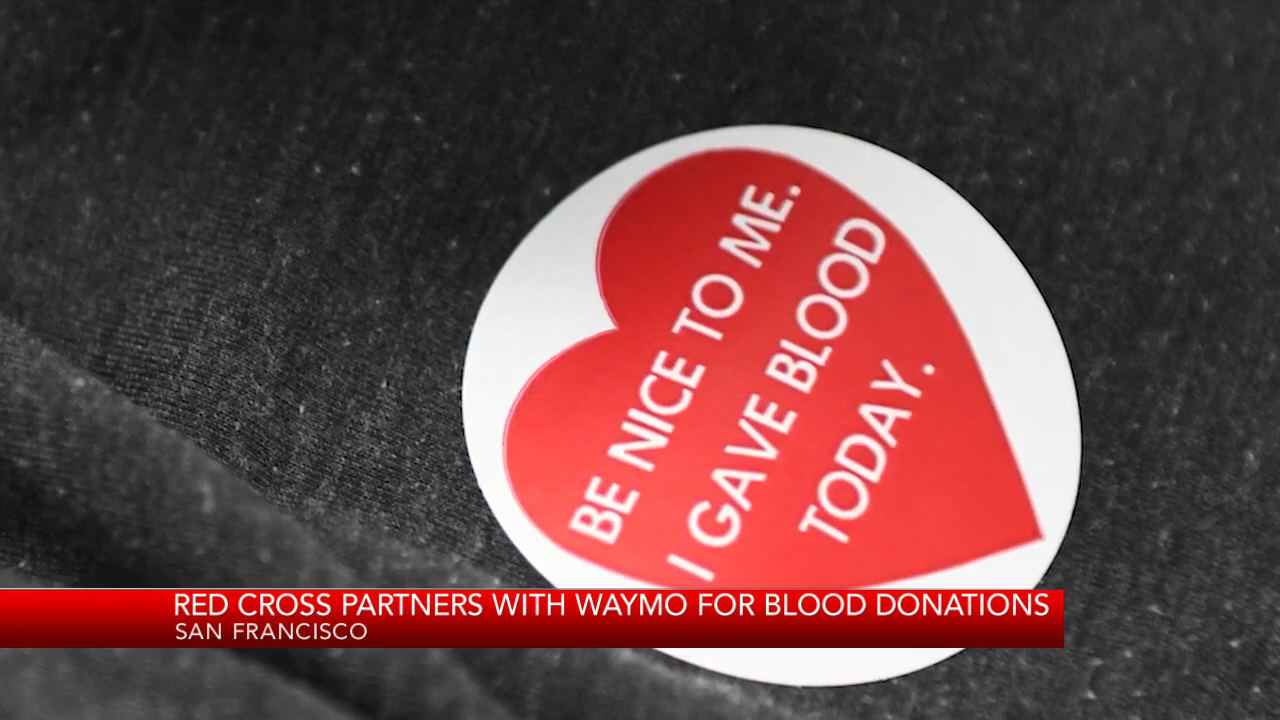 BE NICE TO ME.
I GAVE BLOOD
TODAY.
RED CROSS PARTNERS WITH WAYMO FOR BLOOD DONATIONS
SAN FRANCISCO